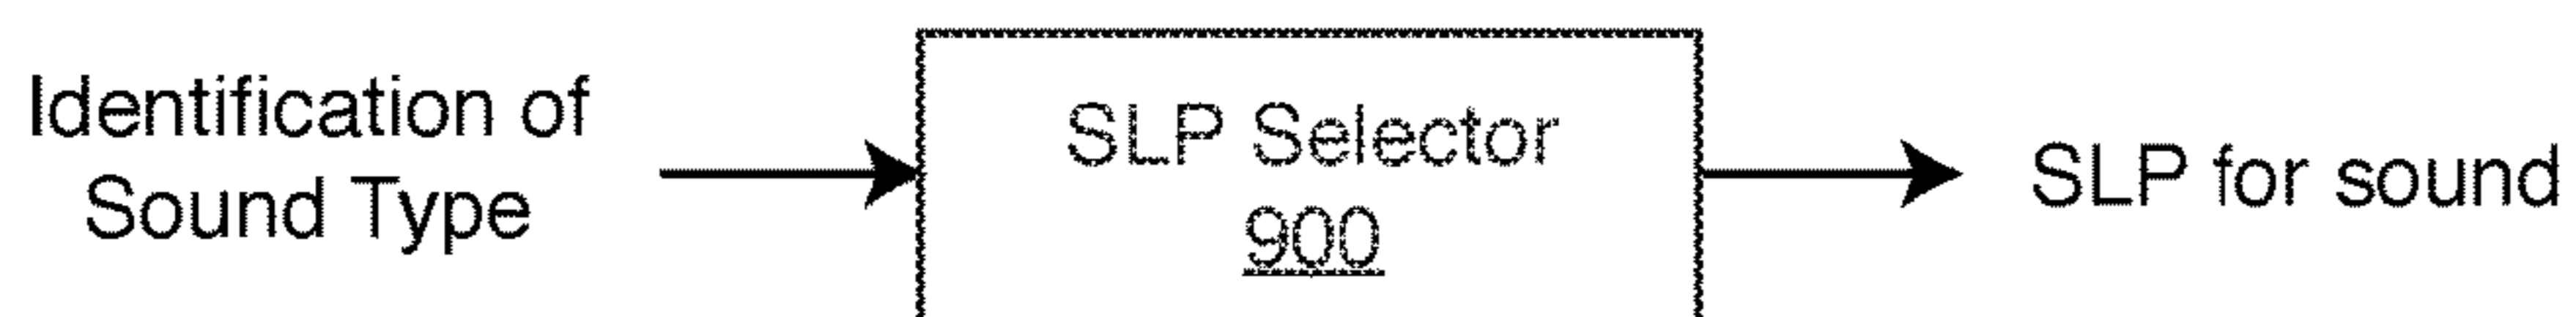 Identification of
Sound Type
SLP Selector
900
SLP for sound